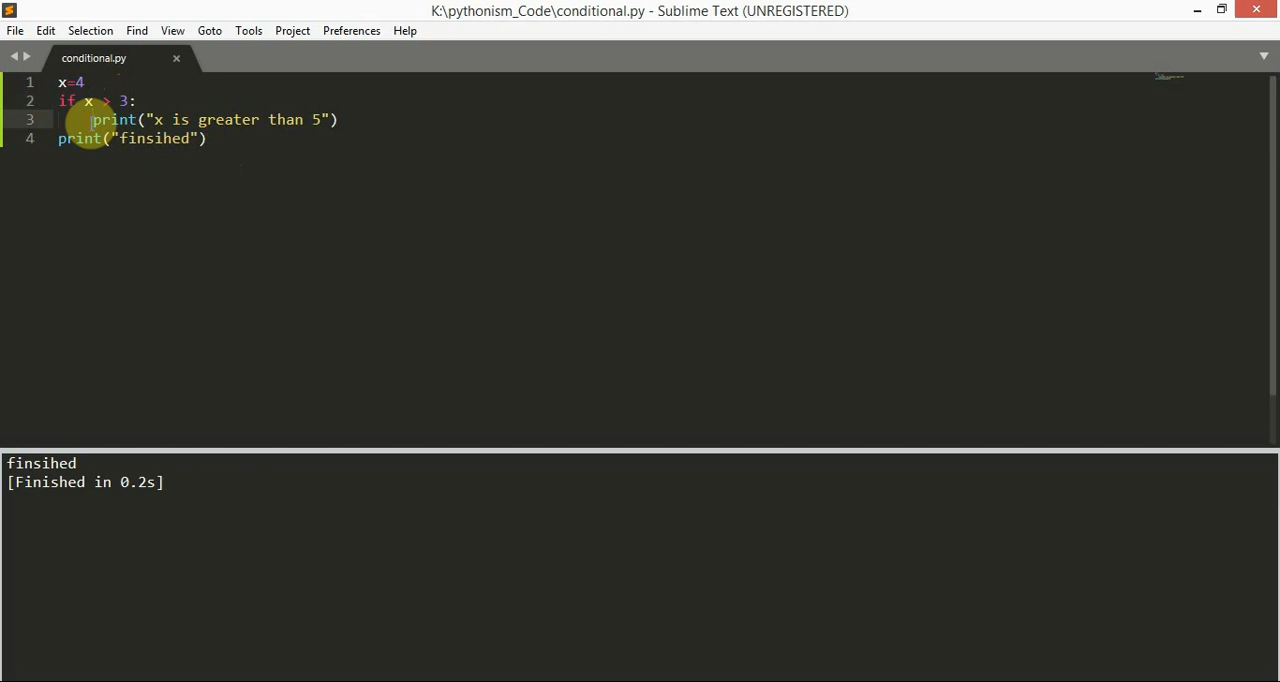 K:\pythonism_Code\conditional.py - Sublime Text (UNREGISTERED)
File Edit Selection Find View Goto Tools Project Preferences Help
conditional.py
1 x=4
2 if x > 3:
3 print("x is greater than 5")
4 print("finsihed")
finsihed
[Finished in 0.2s]